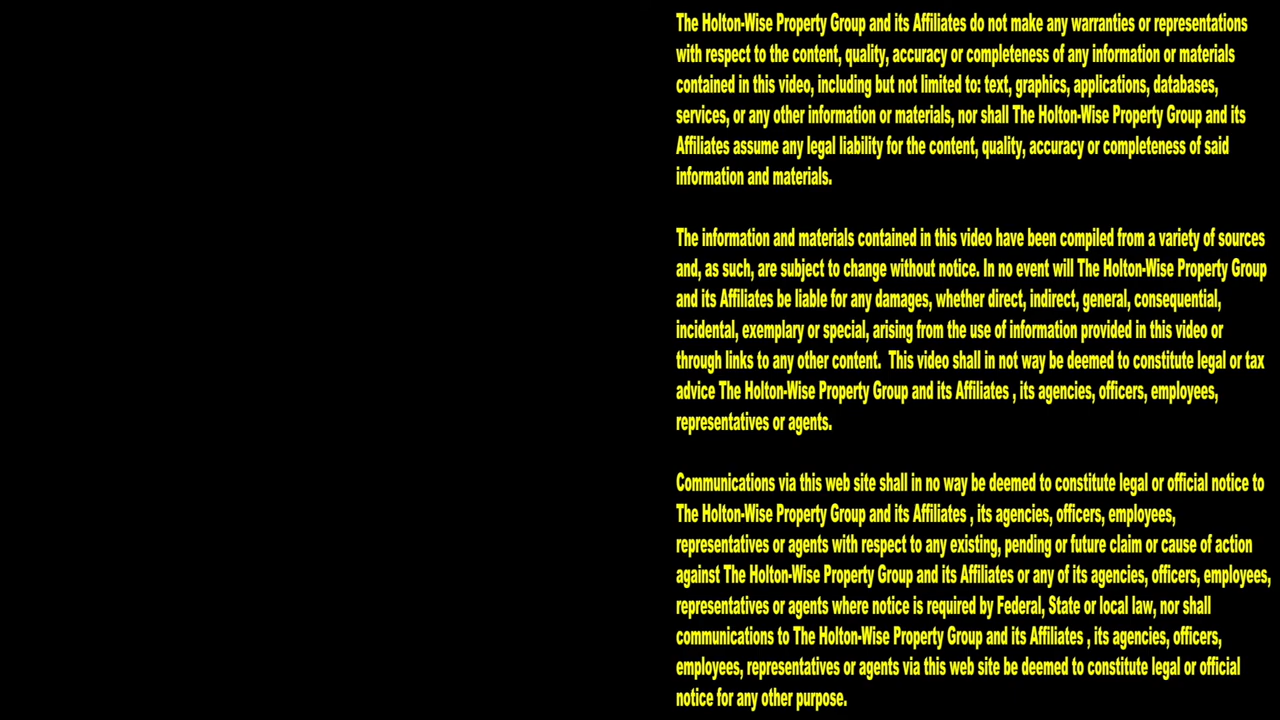 The Holton-Wise Property Group and its Affiliates do not make any warranties or representations
with respect to the content, quality, accuracy or completeness of any information or materials
contained in this video, including but not limited to: text, graphics, applications, databases,
services, or any other information or materials, nor shall The Holton-Wise Property Group and its
Affiliates assume any legal liability for the content, quality, accuracy or completeness of said
information and materials.
The information and materials contained in this video have been compiled from a variety of sources
and, as such, are subject to change without notice. In no event will The Holton-Wise Property Group
and its Affiliates be liable for any damages, whether direct, indirect, general, consequential,
incidental, exemplary or special, arising from the use of information provided in this video or
through links to any other content.  This video shall in not way be deemed to constitute legal or tax
advice The Holton-Wise Property Group and its Affiliates , its agencies, officers, employees,
representatives or agents.
Communications via this web site shall in no way be deemed to constitute legal or official notice to
The Holton-Wise Property Group and its Affiliates , its agencies, officers, employees,
representatives or agents with respect to any existing, pending or future claim or cause of action
against The Holton-Wise Property Group and its Affiliates or any of its agencies, officers, employees,
representatives or agents where notice is required by Federal, State or local law, nor shall
communications to The Holton-Wise Property Group and its Affiliates , its agencies, officers,
employees, representatives or agents via this web site be deemed to constitute legal or official
notice for any other purpose.